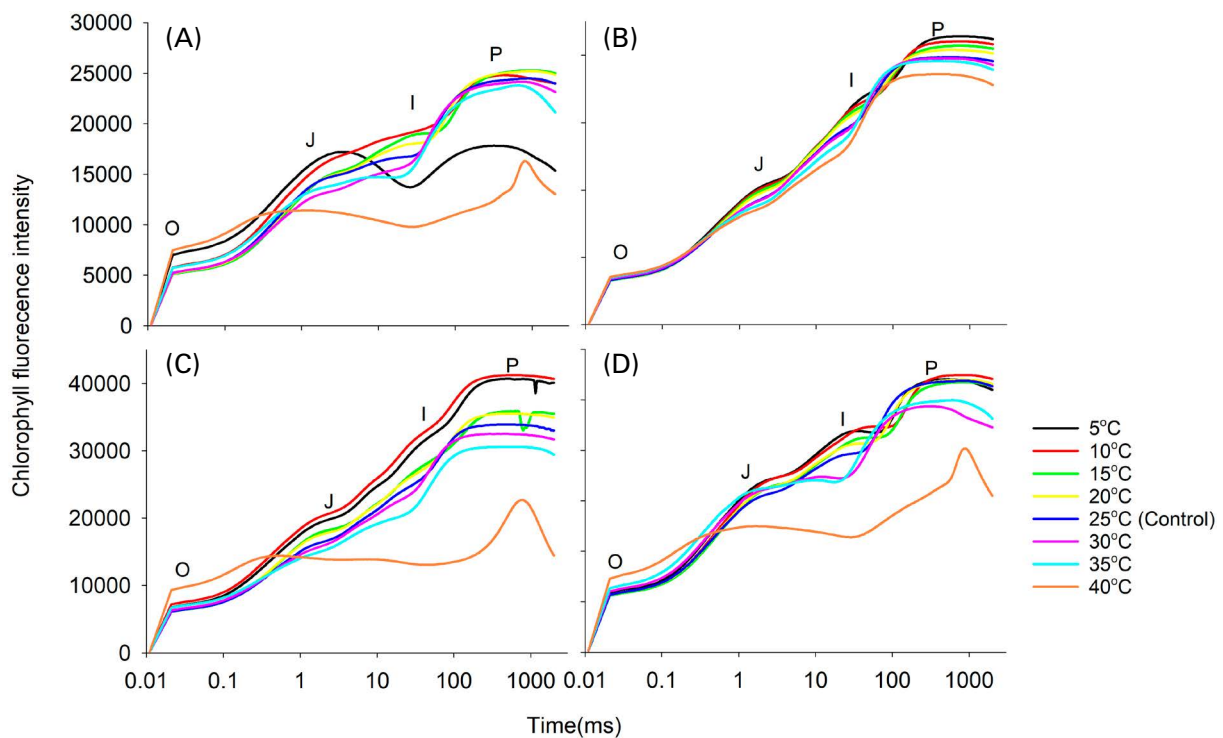 30000
25000
20000
15000
10000
5000
0
(A)
O
J
I
P
(B)
O
J
I
P
Chlorophyll fluorecence intensity
40000
30000
20000
10000
0
(C)
O
J
I
P
(D)
O
J
I
P
0.01 0.1 1 10 100 1000 0.01 0.1 1 10 100 1000
Time(ms)
5°C
10°C
15°C
20°C
25°C (Control)
30°C
35°C
40°C